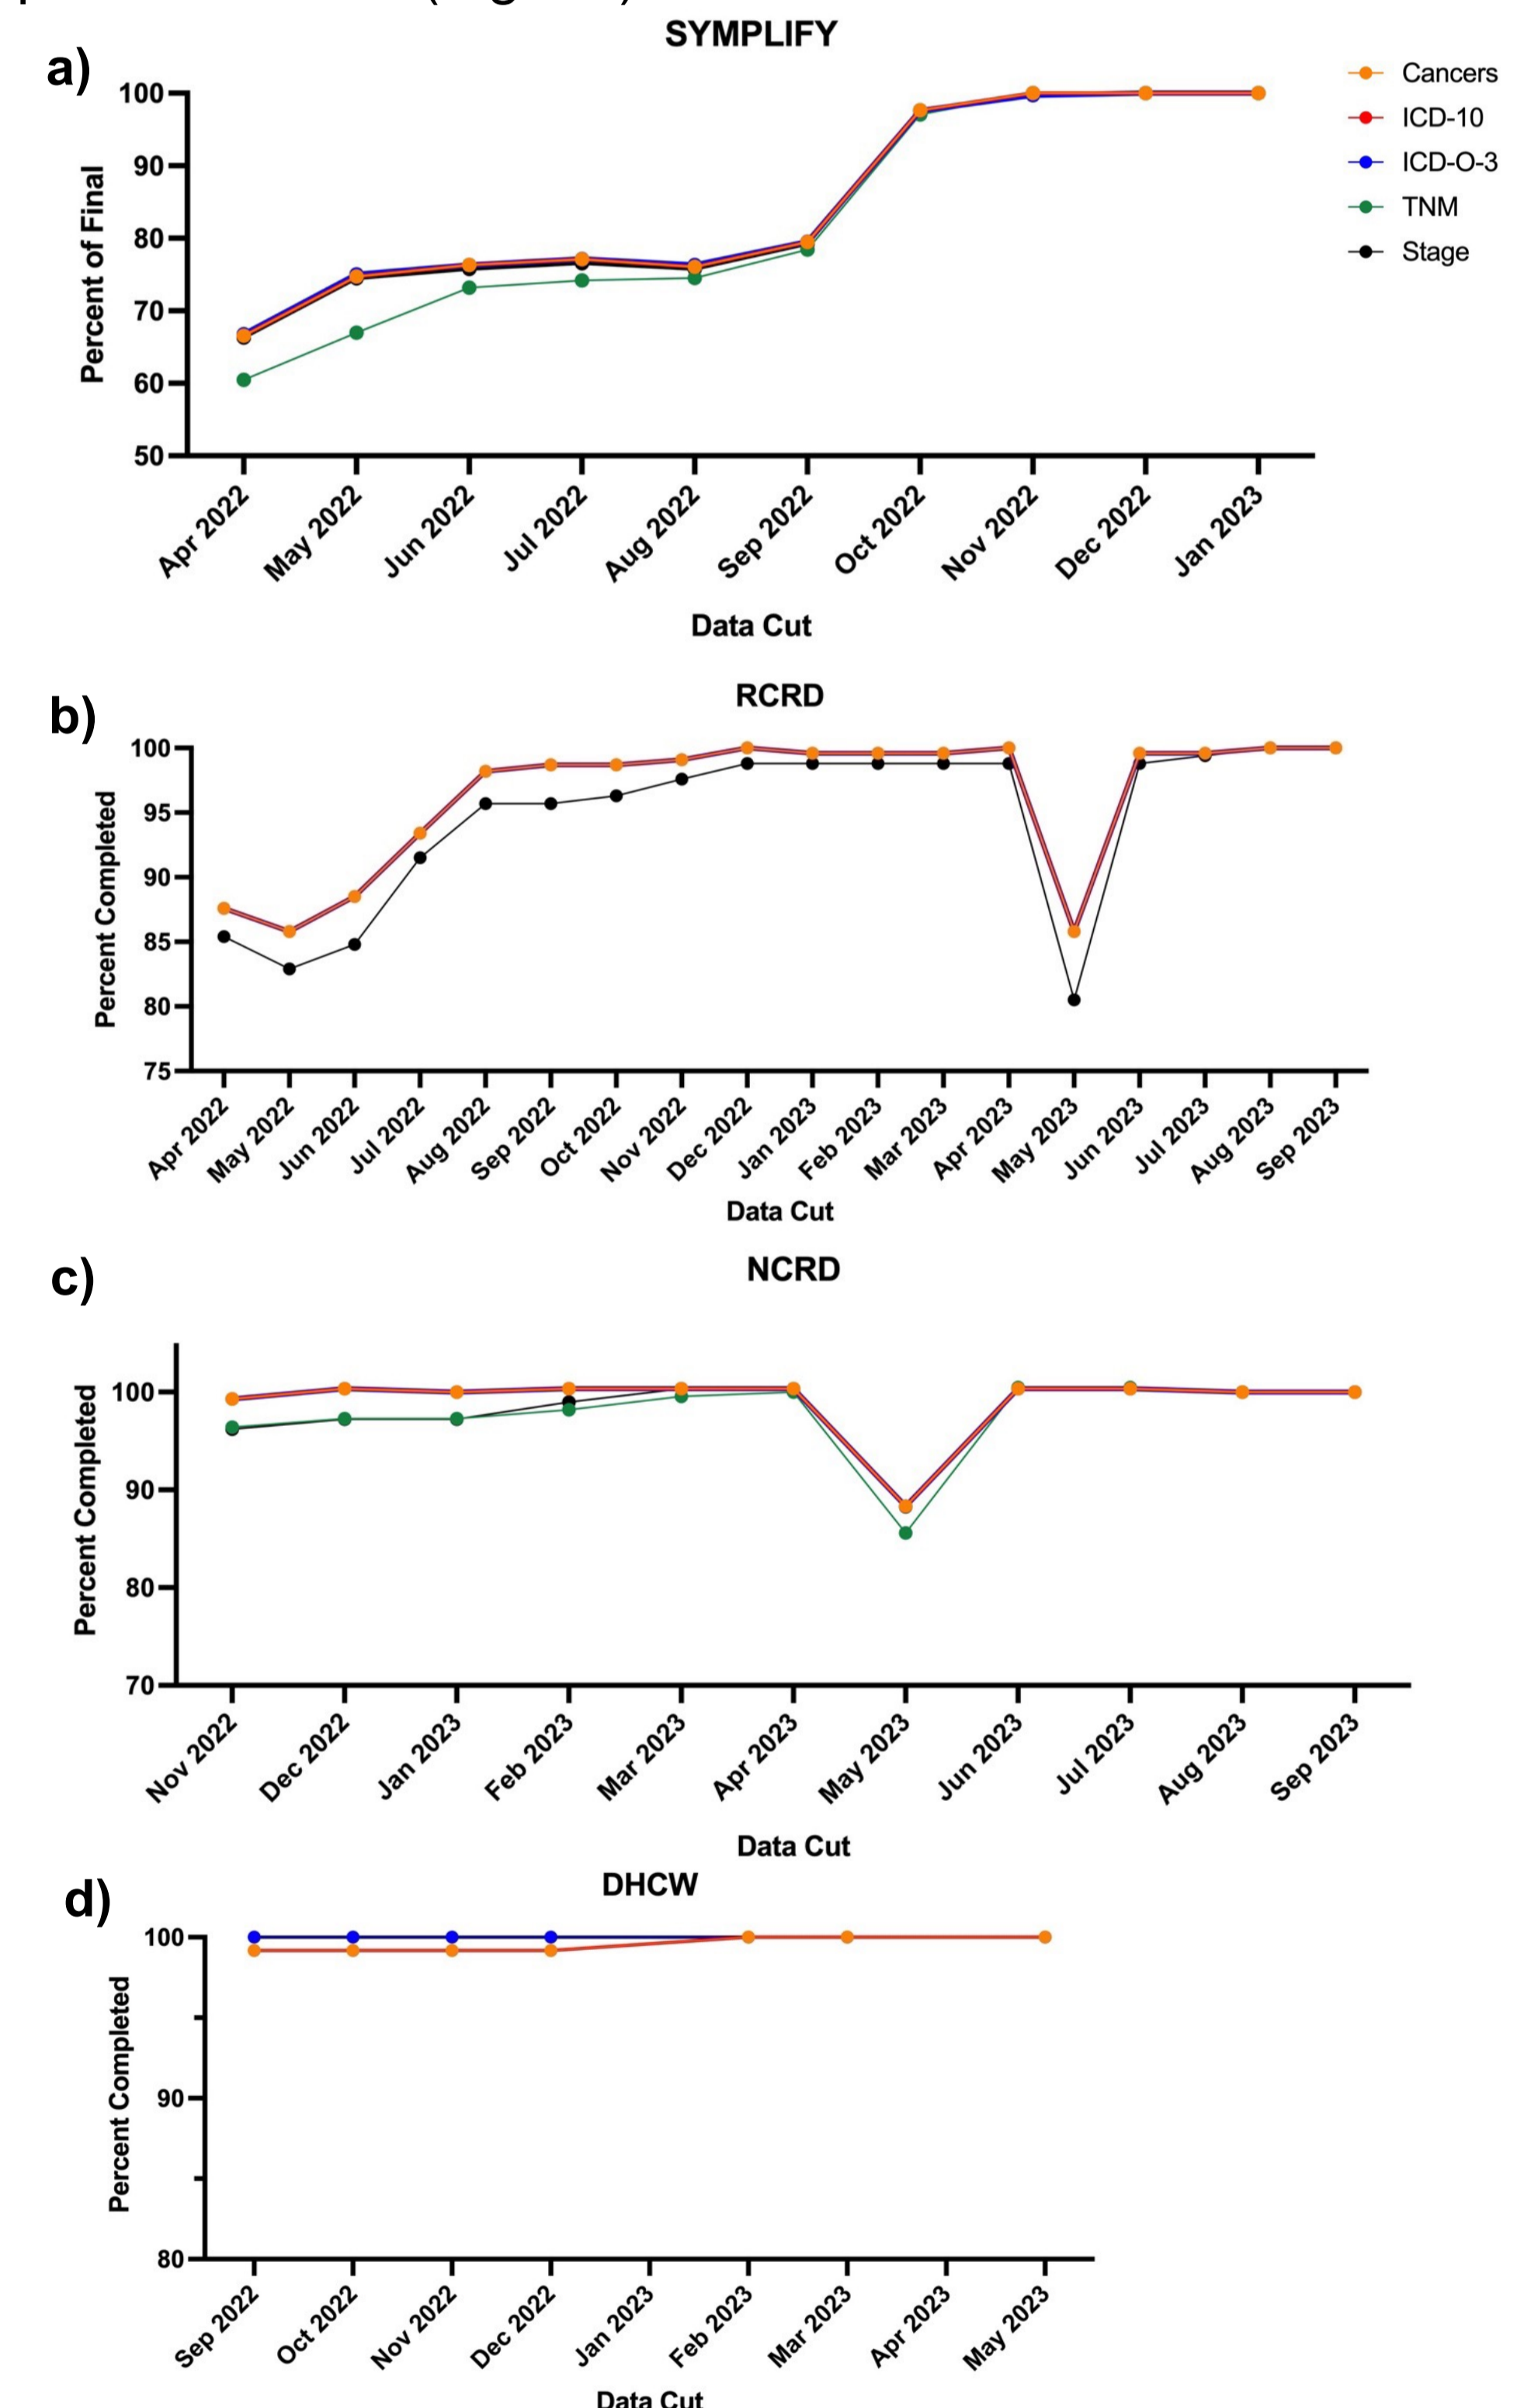 SYMPLIFY
a)
Cancers
ICD-10
ICD-O-3
TNM
Stage
100
90
80
70
60
50
Percent of Final
Apr 2022
May 2022
Jun 2022
Jul 2022
Aug 2022
Sep 2022
Oct 2022
Nov 2022
Dec 2022
Jan 2023
Data Cut
b)
RCRD
100
95
90
85
80
75
Percent Completed
Apr 2022
May 2022
Jun 2022
Jul 2022
Aug 2022
Sep 2022
Oct 2022
Nov 2022
Dec 2022
Jan 2023
Feb 2023
Mar 2023
Apr 2023
May 2023
Jun 2023
Jul 2023
Aug 2023
Sep 2023
Data Cut
c)
NCRD
100
90
80
70
Percent Completed
Nov 2022
Dec 2022
Jan 2023
Feb 2023
Mar 2023
Apr 2023
May 2023
Jun 2023
Jul 2023
Aug 2023
Sep 2023
Data Cut
d)
DHCW
100
90
80
Percent Completed
Sep 2022
Oct 2022
Nov 2022
Dec 2022
Jan 2023
Feb 2023
Mar 2023
Apr 2023
May 2023
Data Cut